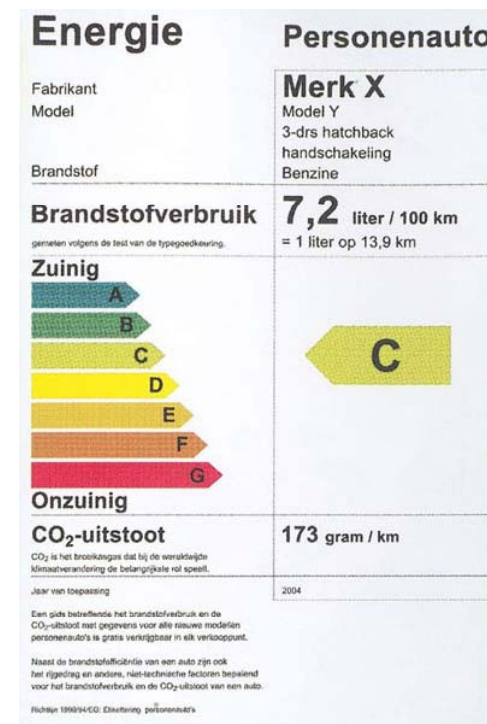 Energie Personenauto
Fabrikant Merk X
Model Model Y
3-drs hatchback
handschakeling
Brandstof Benzine
Brandstofverbruik 7,2 liter / 100 km
gemeten volgens de test van de typegoedkeuring. = 1 liter op 13,9 km
Zuinig
A
B
C
D
E
F
G
C
Onzuinig
CO₂-uitstoot 173 gram / km
CO₂ is het broeikasgas dat bij de wereldwijde
klimaatverandering de belangrijkste rol speelt.
Jaar van toepassing 2004
Een gids betreffende het brandstofverbruik en de
CO₂-uitstoot met gegevens voor alle nieuwe modellen
personenauto's is gratis verkrijgbaar in elk verkooppunt.
Naast de brandstofefficiëntie van een auto zijn ook
het rijgedrag en andere, niet-technische factoren bepalend
voor het brandstofverbruik en de CO₂-uitstoot van een auto.
Richtlijn 1999/94/EG: Etikettering personenauto's